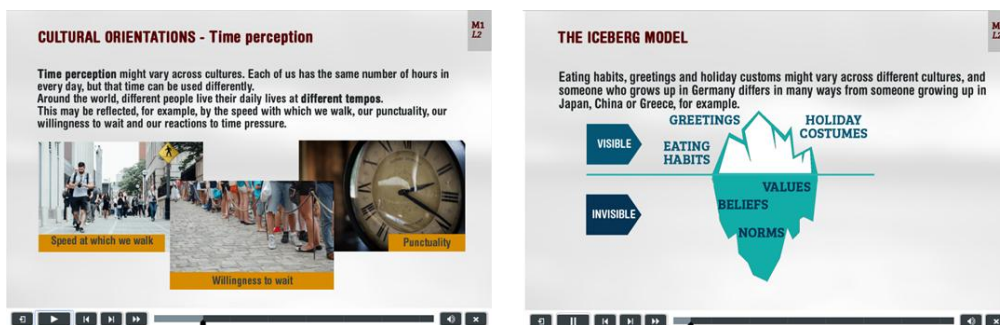 CULTURAL ORIENTATIONS - Time perception
M1
L2
Time perception might vary across cultures. Each of us has the same number of hours in
every day, but that time can be used differently.
Around the world, different people live their daily lives at different tempos.
This may be reflected, for example, by the speed with which we walk, our punctuality, our
willingness to wait and our reactions to time pressure.
Speed at which we walk
Willingness to wait
Punctuality
THE ICEBERG MODEL
Eating habits, greetings and holiday customs might vary across different cultures, and
someone who grows up in Germany differs in many ways from someone growing up in
Japan, China or Greece, for example.
GREETINGS
HOLIDAY
COSTUMES
VISIBLE
EATING
HABITS
VALUES
BELIEFS
INVISIBLE
NORMS